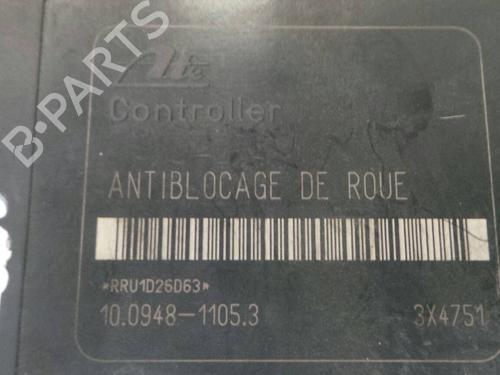 Ate
Controller
ANTIBLOCAGE DE ROUE
*RRU1D26D63*
10.0948-1105.3 3X4751
B-PARTS